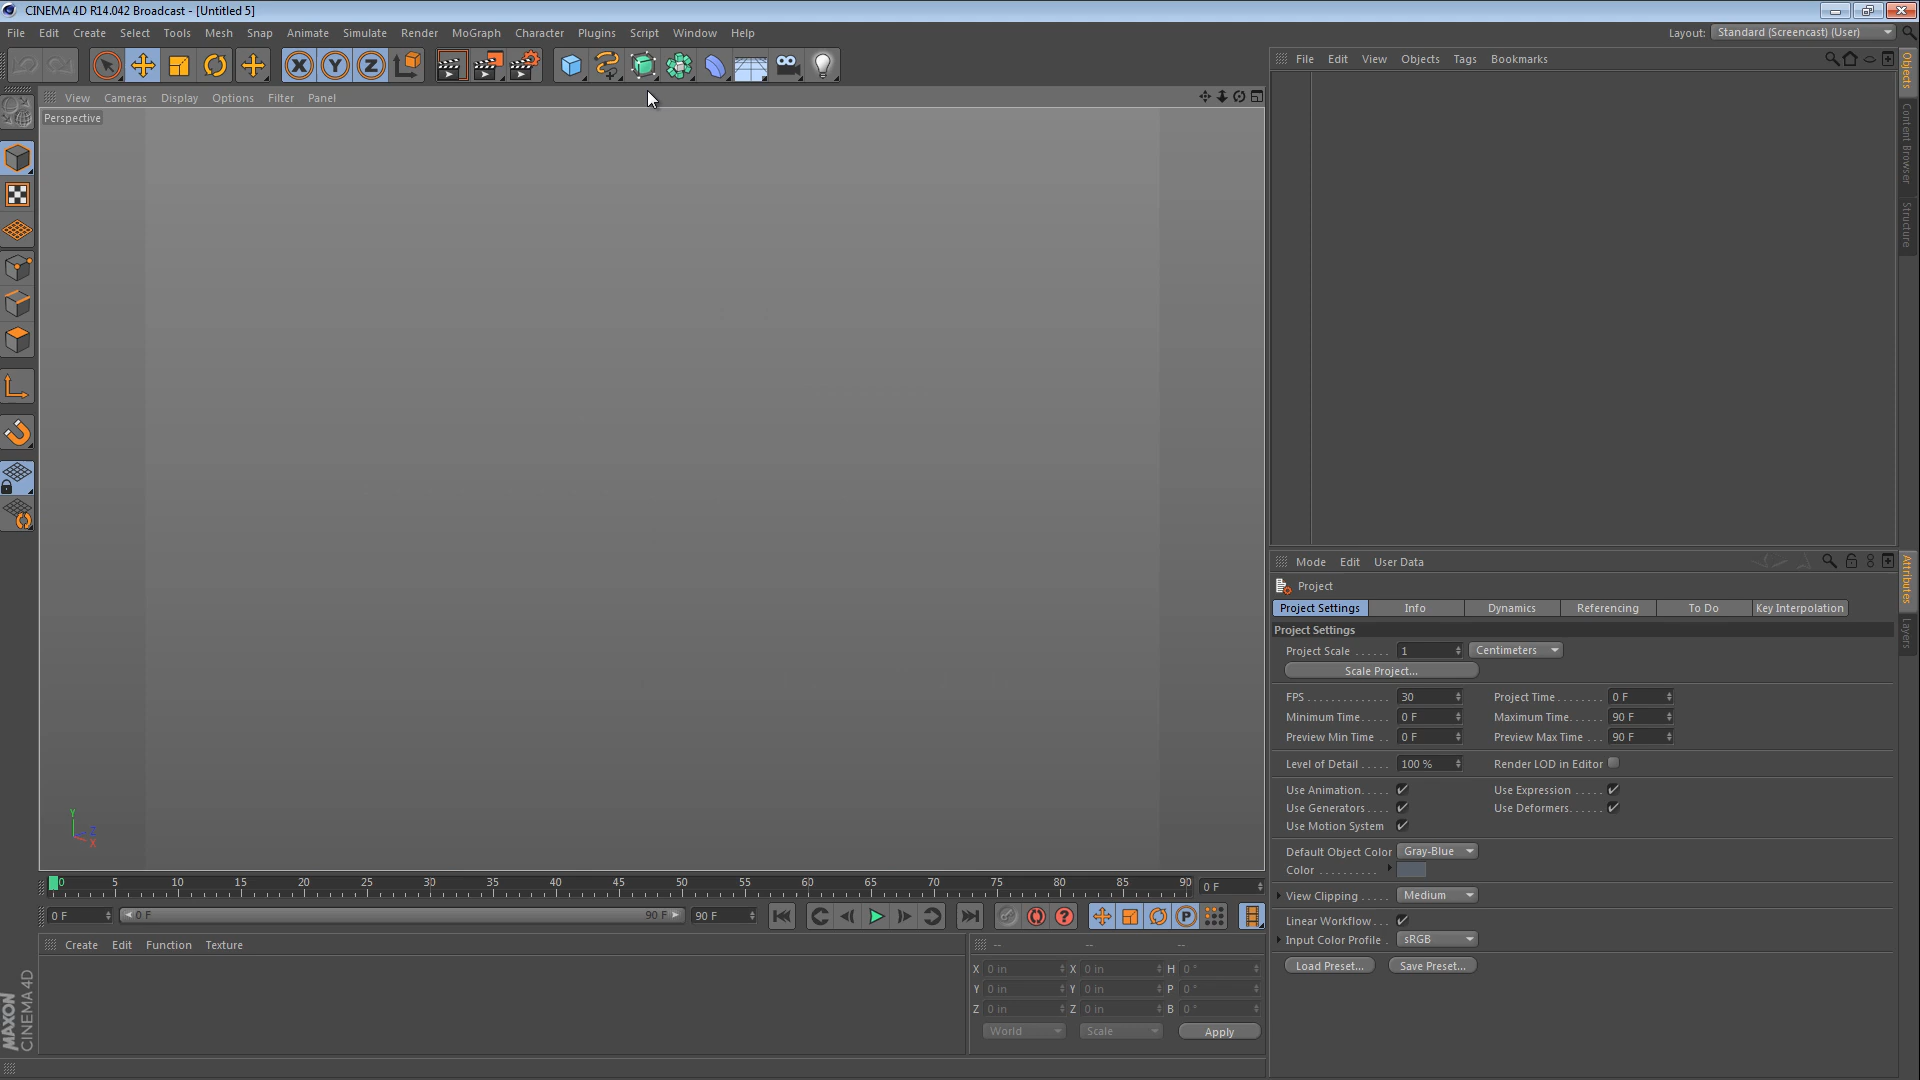 CINEMA 4D R14.042 Broadcast - [Untitled 5]
File Edit Create Select Tools Mesh Snap Animate Simulate Render MoGraph Character Plugins Script Window Help
Layout: Standard (Screencast) (User)
File Edit View Objects Tags Bookmarks
Objects
Content Browser
Structure
View Cameras Display Options Filter Panel
Perspective
Y
Z
X
Mode Edit User Data
Attributes
Layers
Project
Project Settings Info Dynamics Referencing To Do Key Interpolation
Project Settings
Project Scale . . . . . . 1 Centimeters
Scale Project...
FPS . . . . . . . . . . . . . . 30 Project Time . . . . . . . . 0 F
Minimum Time . . . . . 0 F Maximum Time . . . . . . 90 F
Preview Min Time . . 0 F Preview Max Time . . . 90 F
Level of Detail . . . . . 100 % Render LOD in Editor
Use Animation. . . . . Use Expression . . . . .
Use Generators . . . . Use Deformers. . . . . .
Use Motion System
Default Object Color Gray-Blue
Color . . . . . . . . . .
View Clipping . . . . . Medium
Linear Workflow . . .
Input Color Profile . sRGB
Load Preset... Save Preset...
0 5 10 15 20 25 30 35 40 45 50 55 60 65 70 75 80 85 90 0 F
0 F 0 F 90 F 90 F
P
Create Edit Function Texture
-- -- --
X 0 in X 0 in H 0 °
Y 0 in Y 0 in P 0 °
Z 0 in Z 0 in B 0 °
World Scale Apply
MAXON
CINEMA 4D